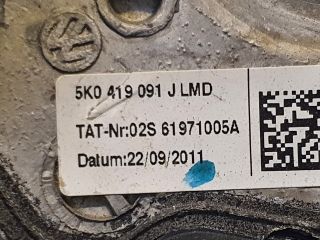 5K0 419 091 J LMD
TAT-Nr:02S 61971005A
Datum:22/09/2011